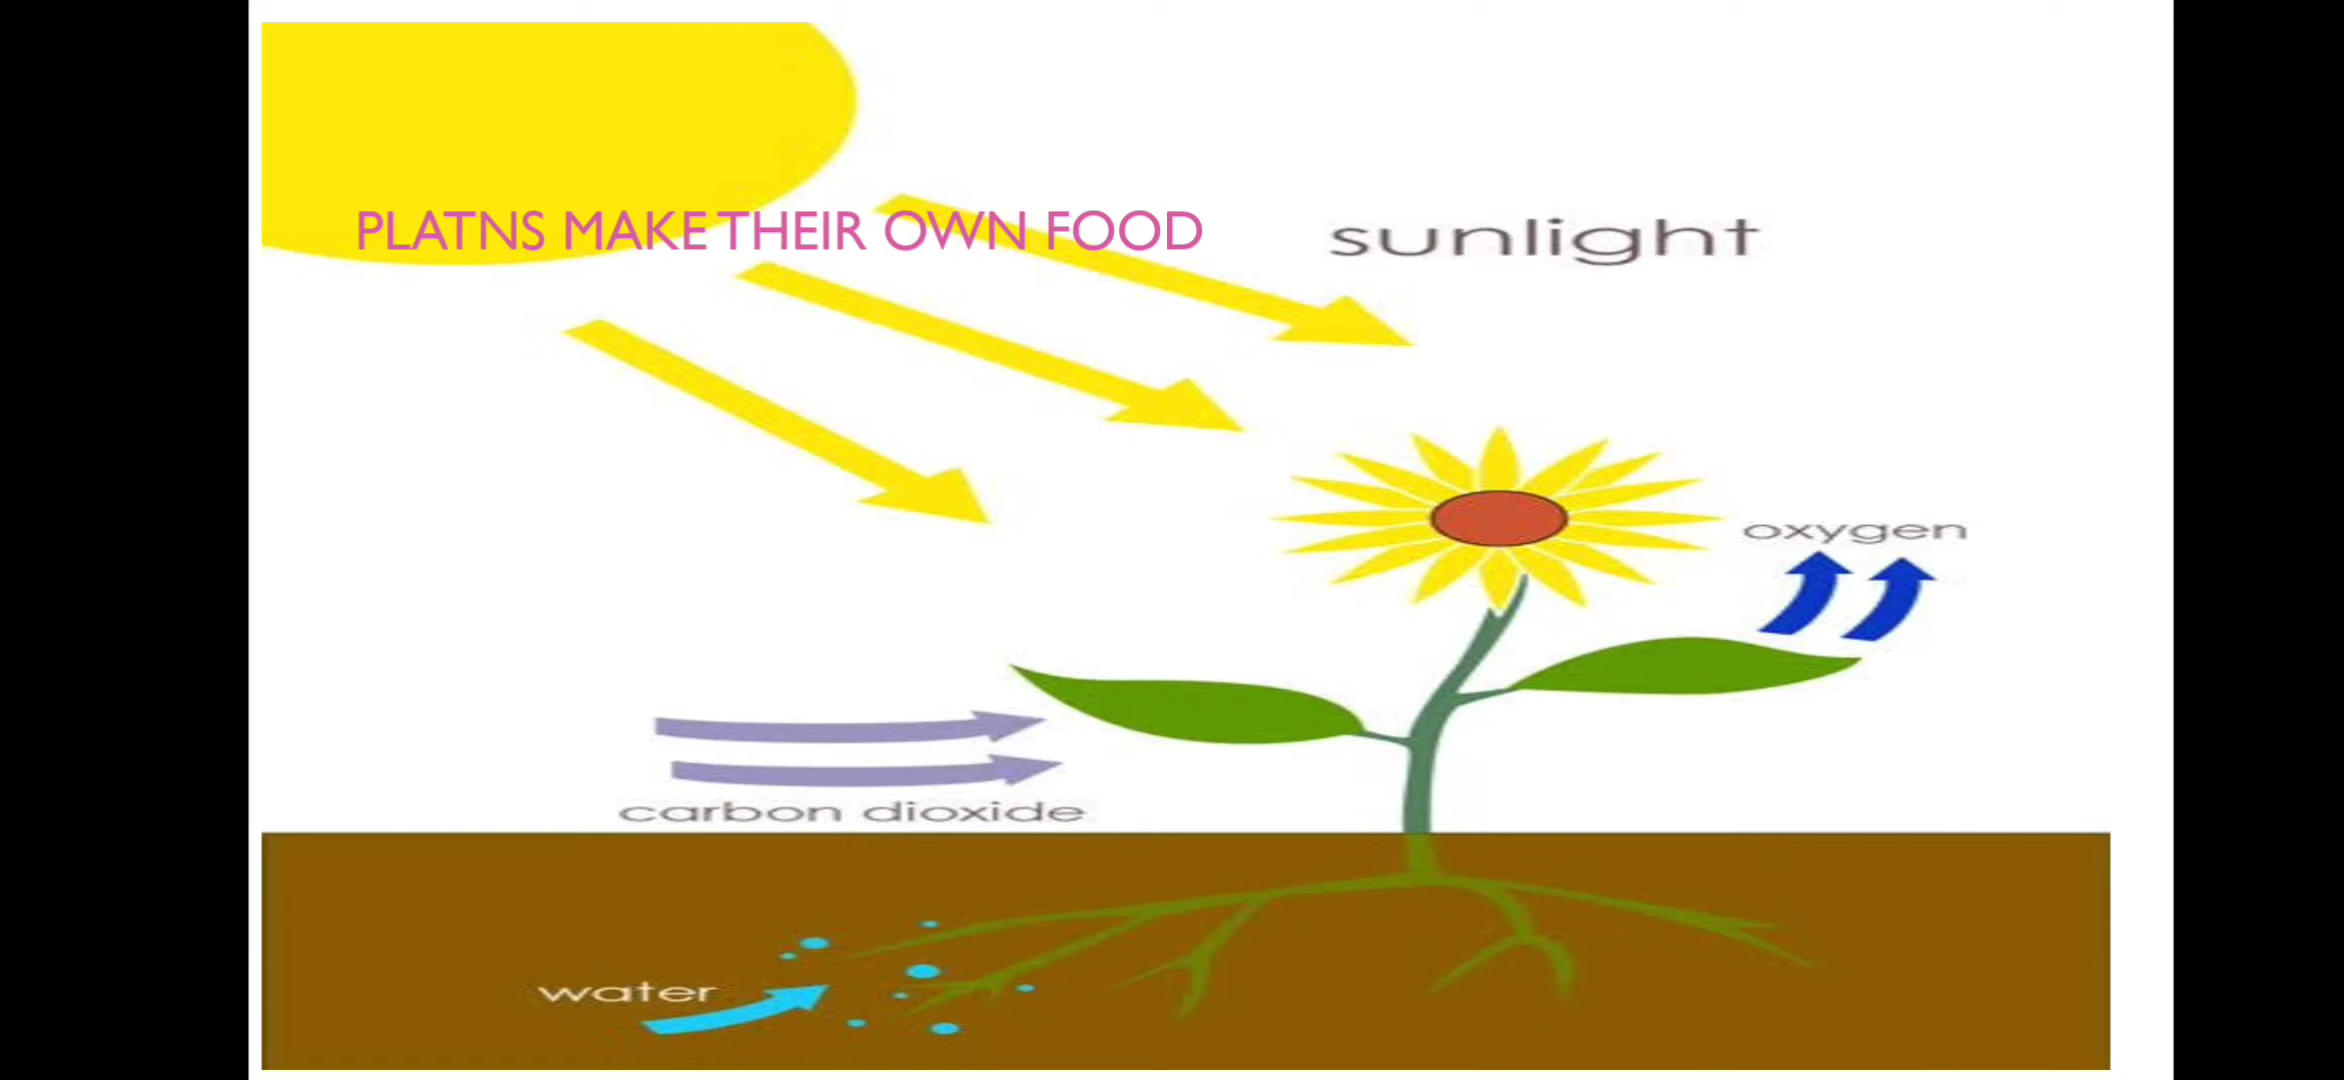 PLATNS MAKE THEIR OWN FOOD
sunlight
oxygen
carbon dioxide
water